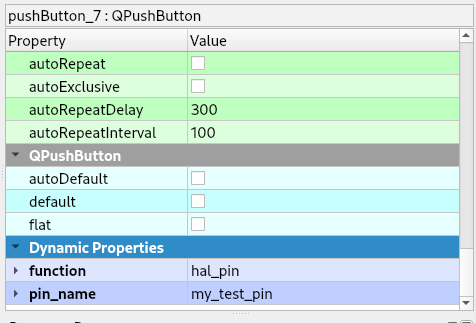 pushButton_7 : QPushButton
Property Value
autoRepeat
autoExclusive
autoRepeatDelay 300
autoRepeatInterval 100
QPushButton
autoDefault
default
flat
Dynamic Properties
function hal_pin
pin_name my_test_pin